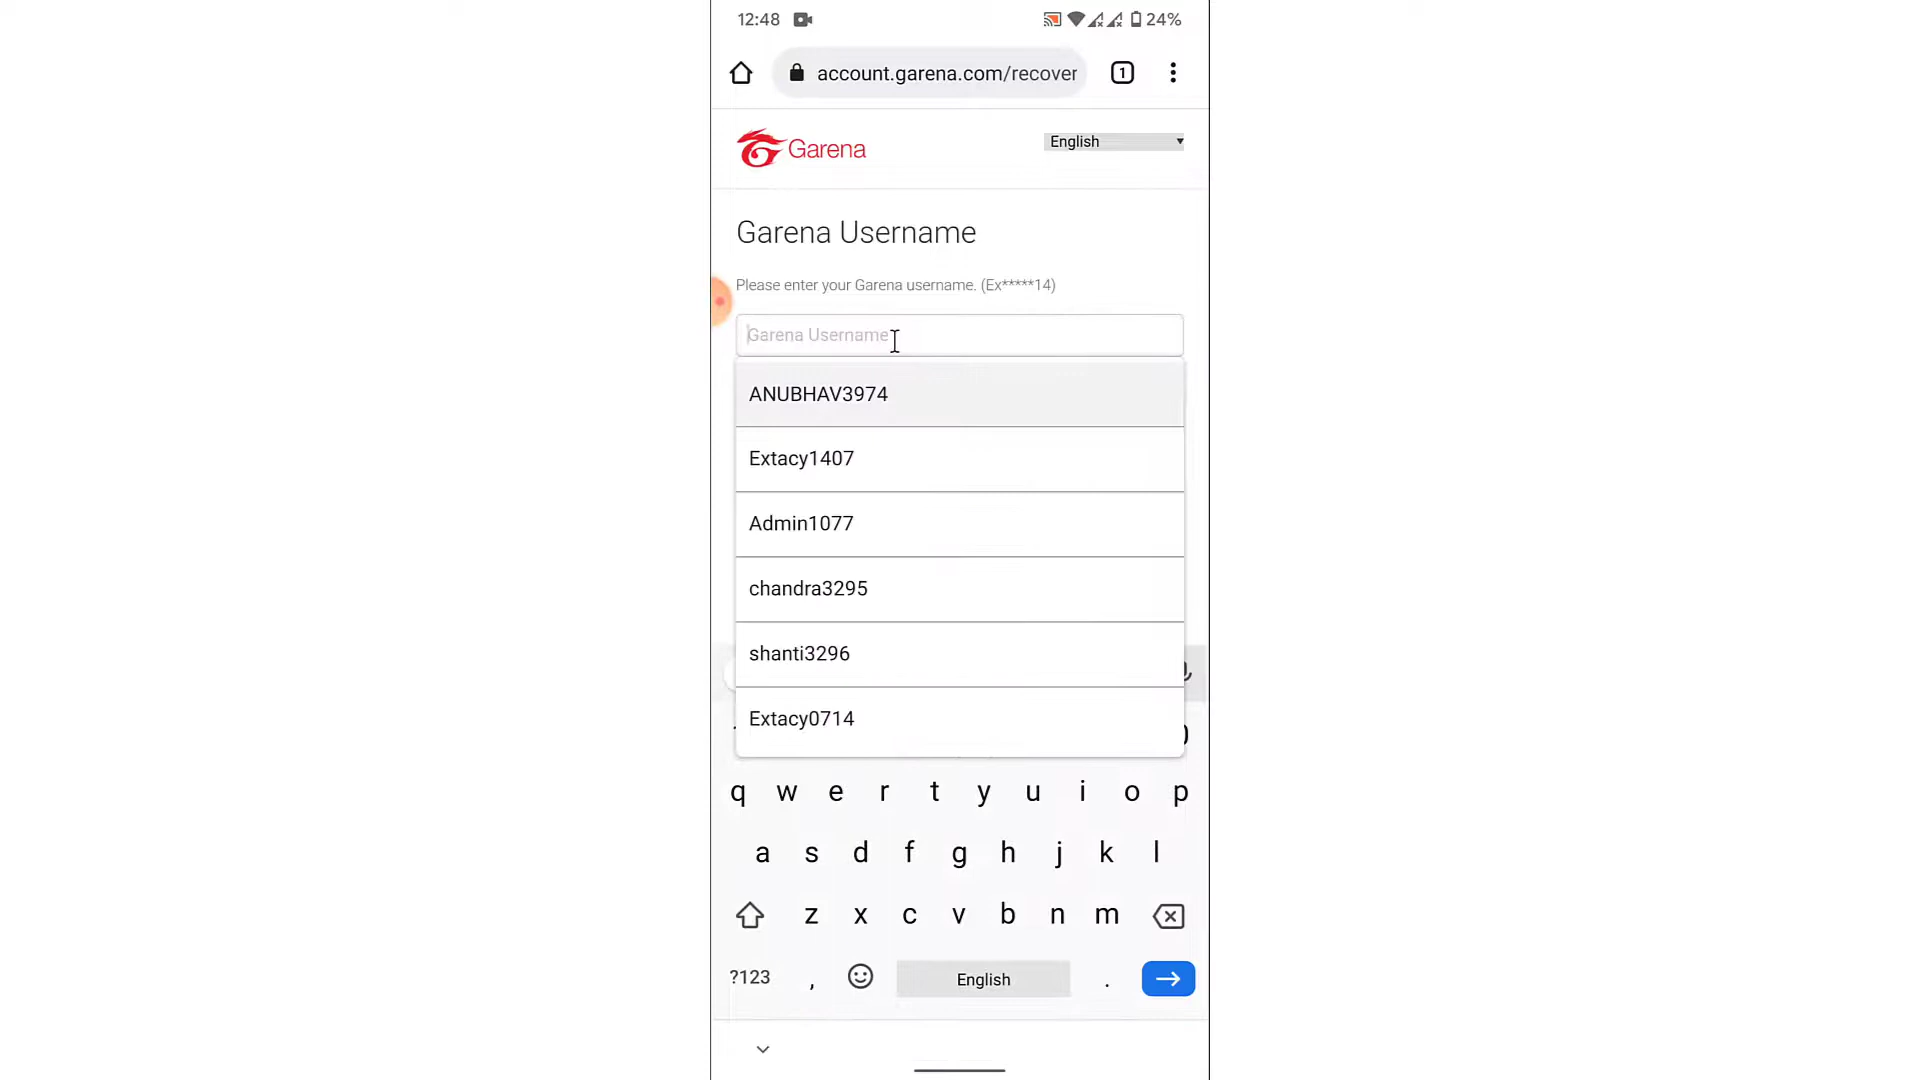 12:48 24%
account.garena.com/recover 1
Garena English
Garena Username
Please enter your Garena username. (Ex*****14)
Garena Username
ANUBHAV3974
Extacy1407
Admin1077
chandra3295
shanti3296
Extacy0714
q w e r t y u i o p
a s d f g h j k l
z x c v b n m
?123 , English .